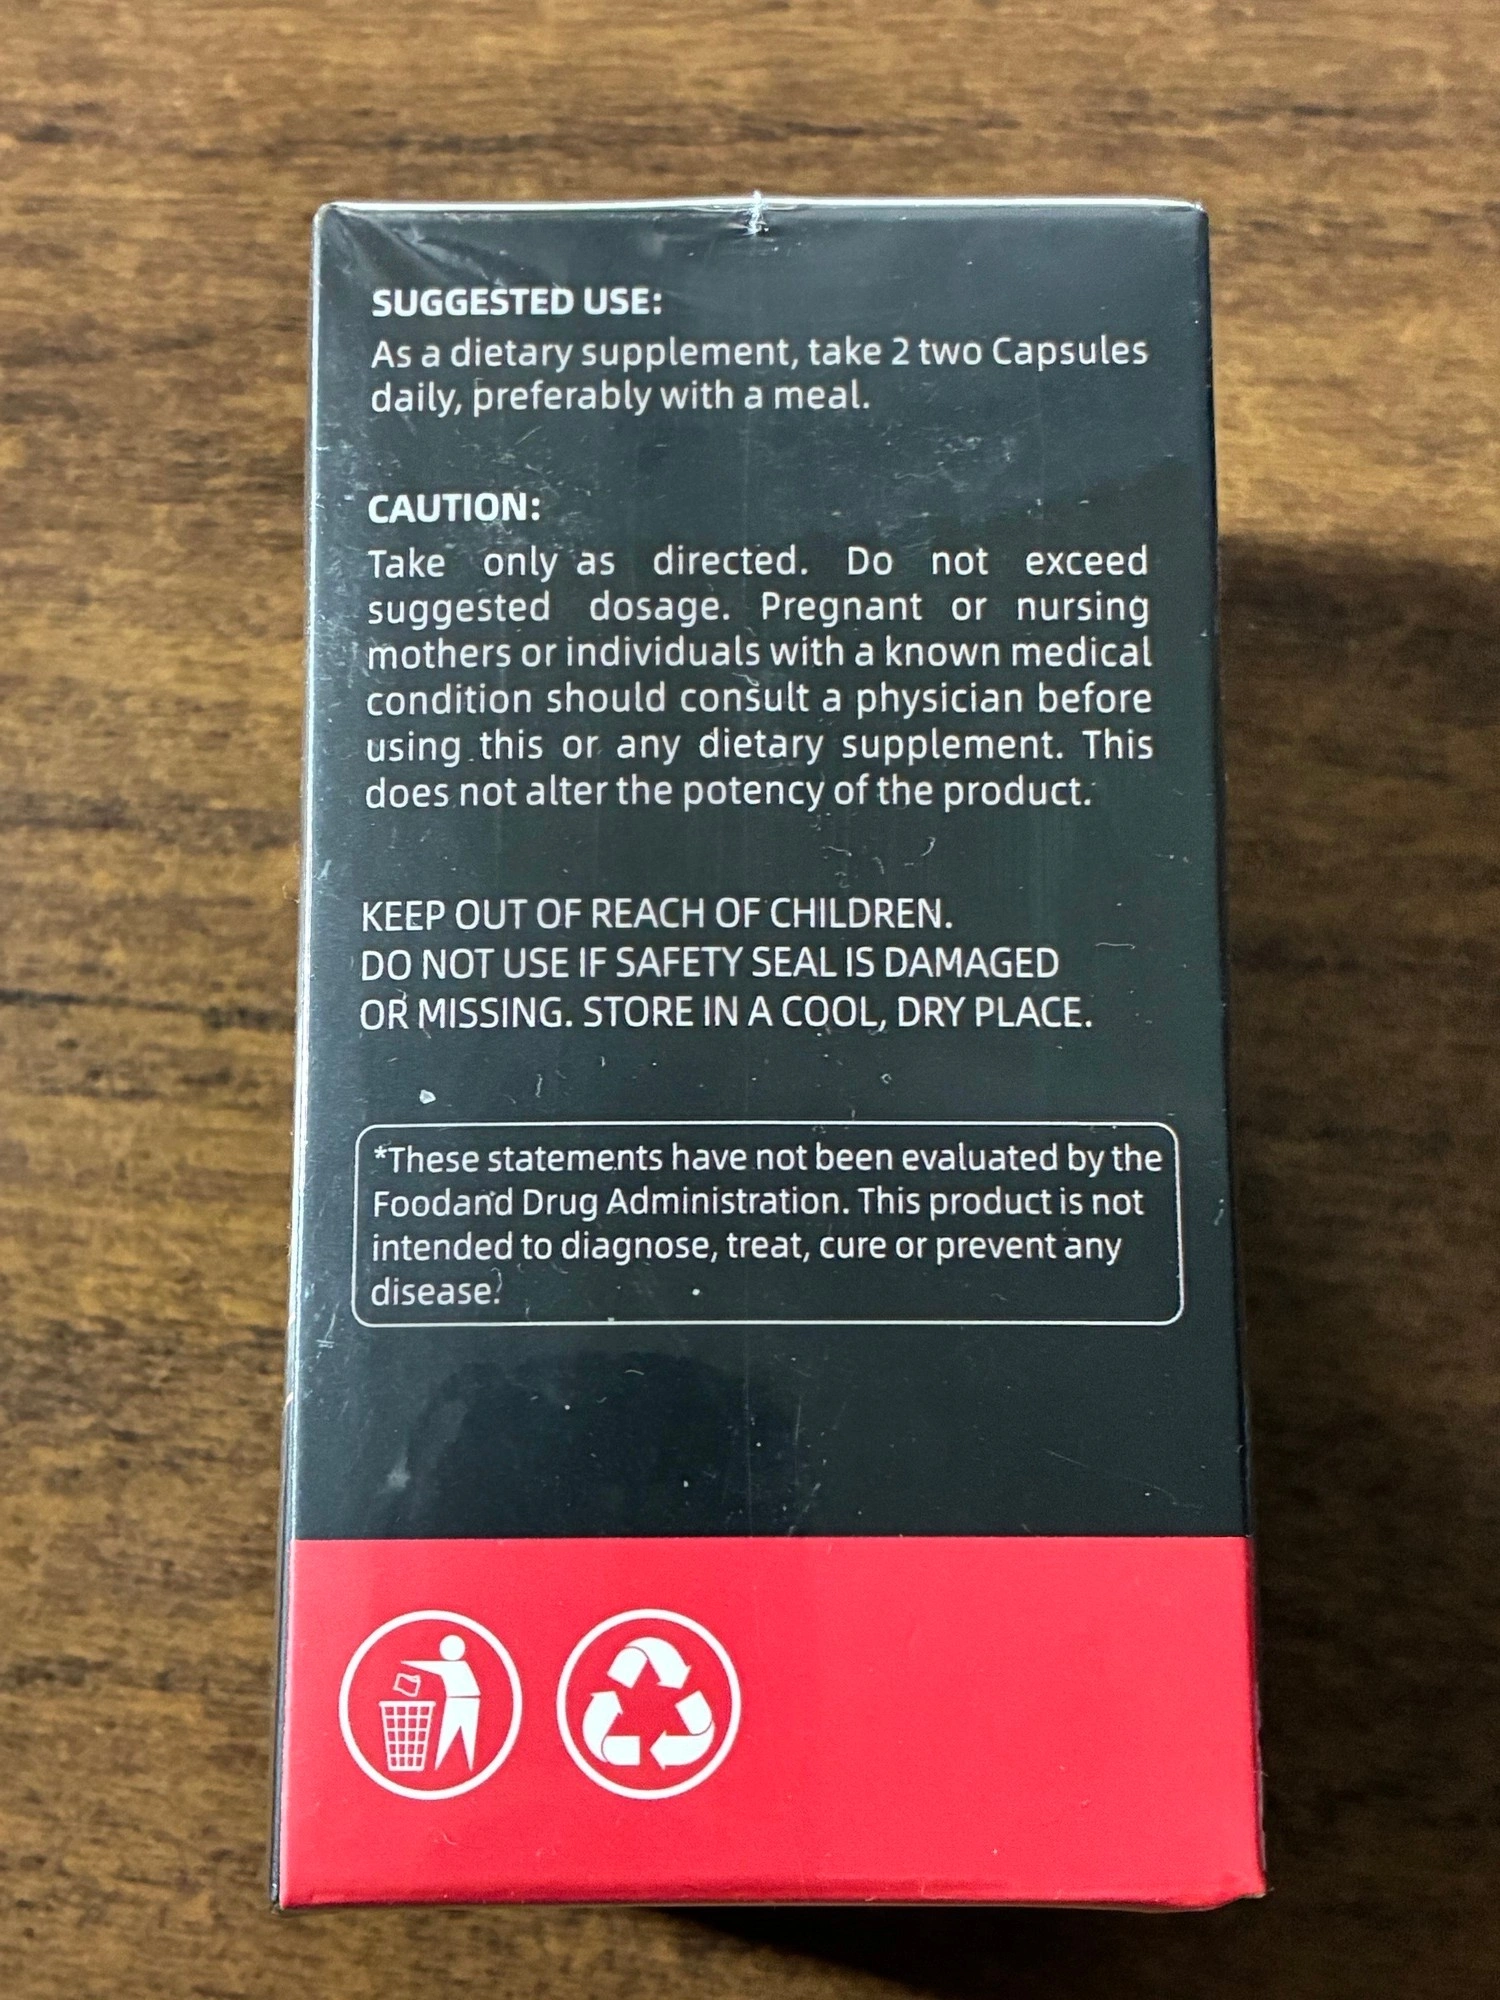 SUGGESTED USE:
As a dietary supplement, take 2 two Capsules
daily, preferably with a meal.
CAUTION:
Take only as directed. Do not exceed
suggested dosage. Pregnant or nursing
mothers or individuals with a known medical
condition should consult a physician before
using this or any dietary supplement. This
does not alter the potency of the product.
KEEP OUT OF REACH OF CHILDREN.
DO NOT USE IF SAFETY SEAL IS DAMAGED
OR MISSING. STORE IN A COOL, DRY PLACE.
*These statements have not been evaluated by the
Foodand Drug Administration. This product is not
intended to diagnose, treat, cure or prevent any
disease.